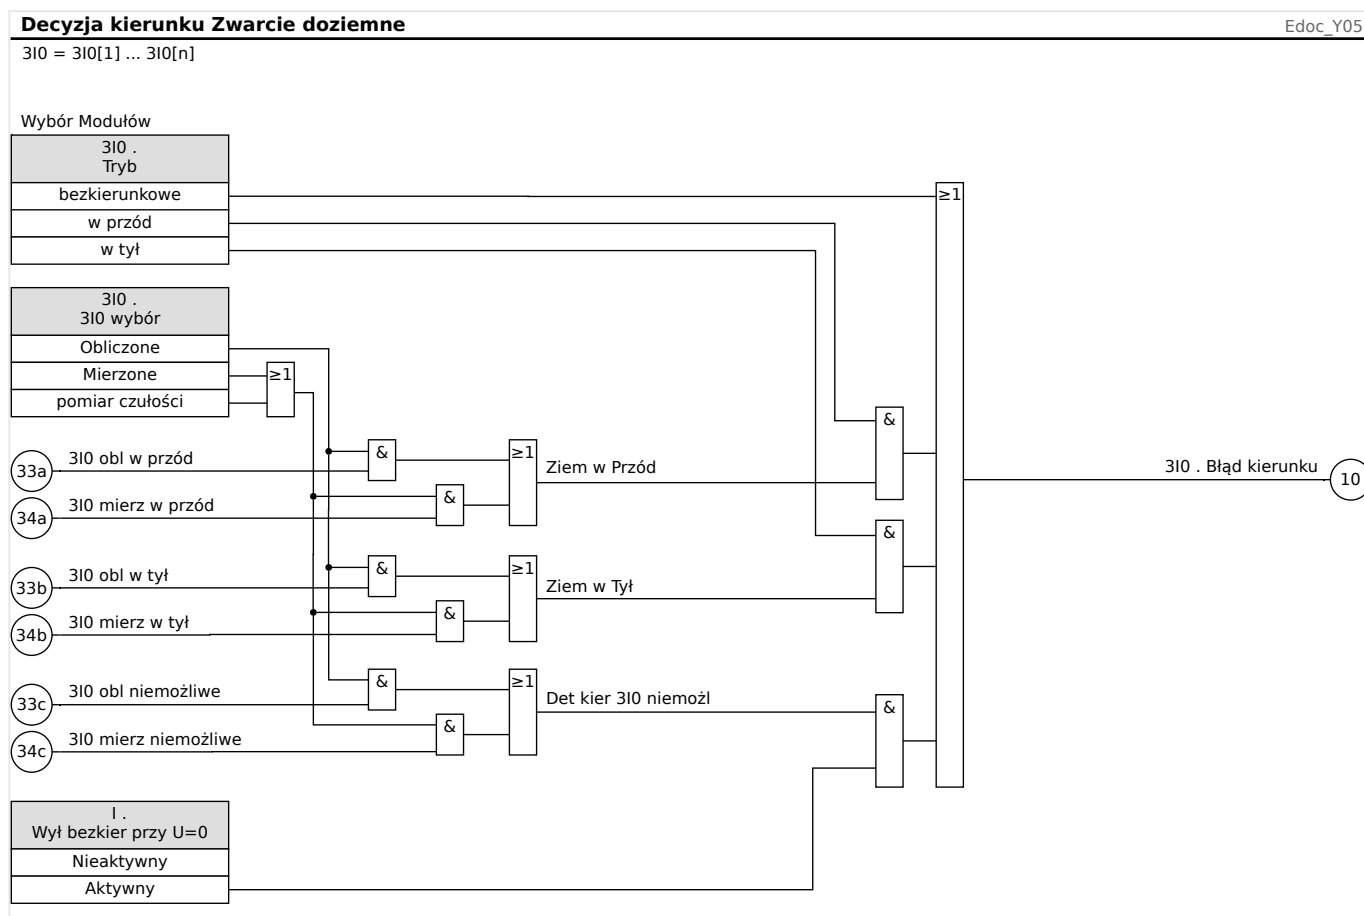 Decyzja kierunku Zwarcie doziemne
Edoc_Y05
3I0 = 3I0[1] ... 3I0[n]
Wybór Modułów
3I0 .
Tryb
bezkierunkowe
w przód
w tył
≥1
3I0 .
3I0 wybór
Obliczone
Mierzone
pomiar czułości
≥1
&
33a
3I0 obl w przód
&
≥1
Ziem w Przód
3I0 . Błąd kierunku
10
34a
3I0 mierz w przód
&
&
33b
3I0 obl w tył
&
≥1
Ziem w Tył
34b
3I0 mierz w tył
&
33c
3I0 obl niemożliwe
&
≥1
Det kier 3I0 niemożl
&
34c
3I0 mierz niemożliwe
&
I .
Wył bezkier przy U=0
Nieaktywny
Aktywny